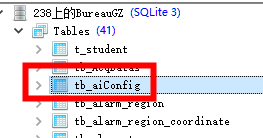 238上的BureauGZ (SQLite 3)
Tables (41)
t_student
tb_AcqDatas
tb_aiConfig
tb_alarm_region
tb_alarm_region_coordinate